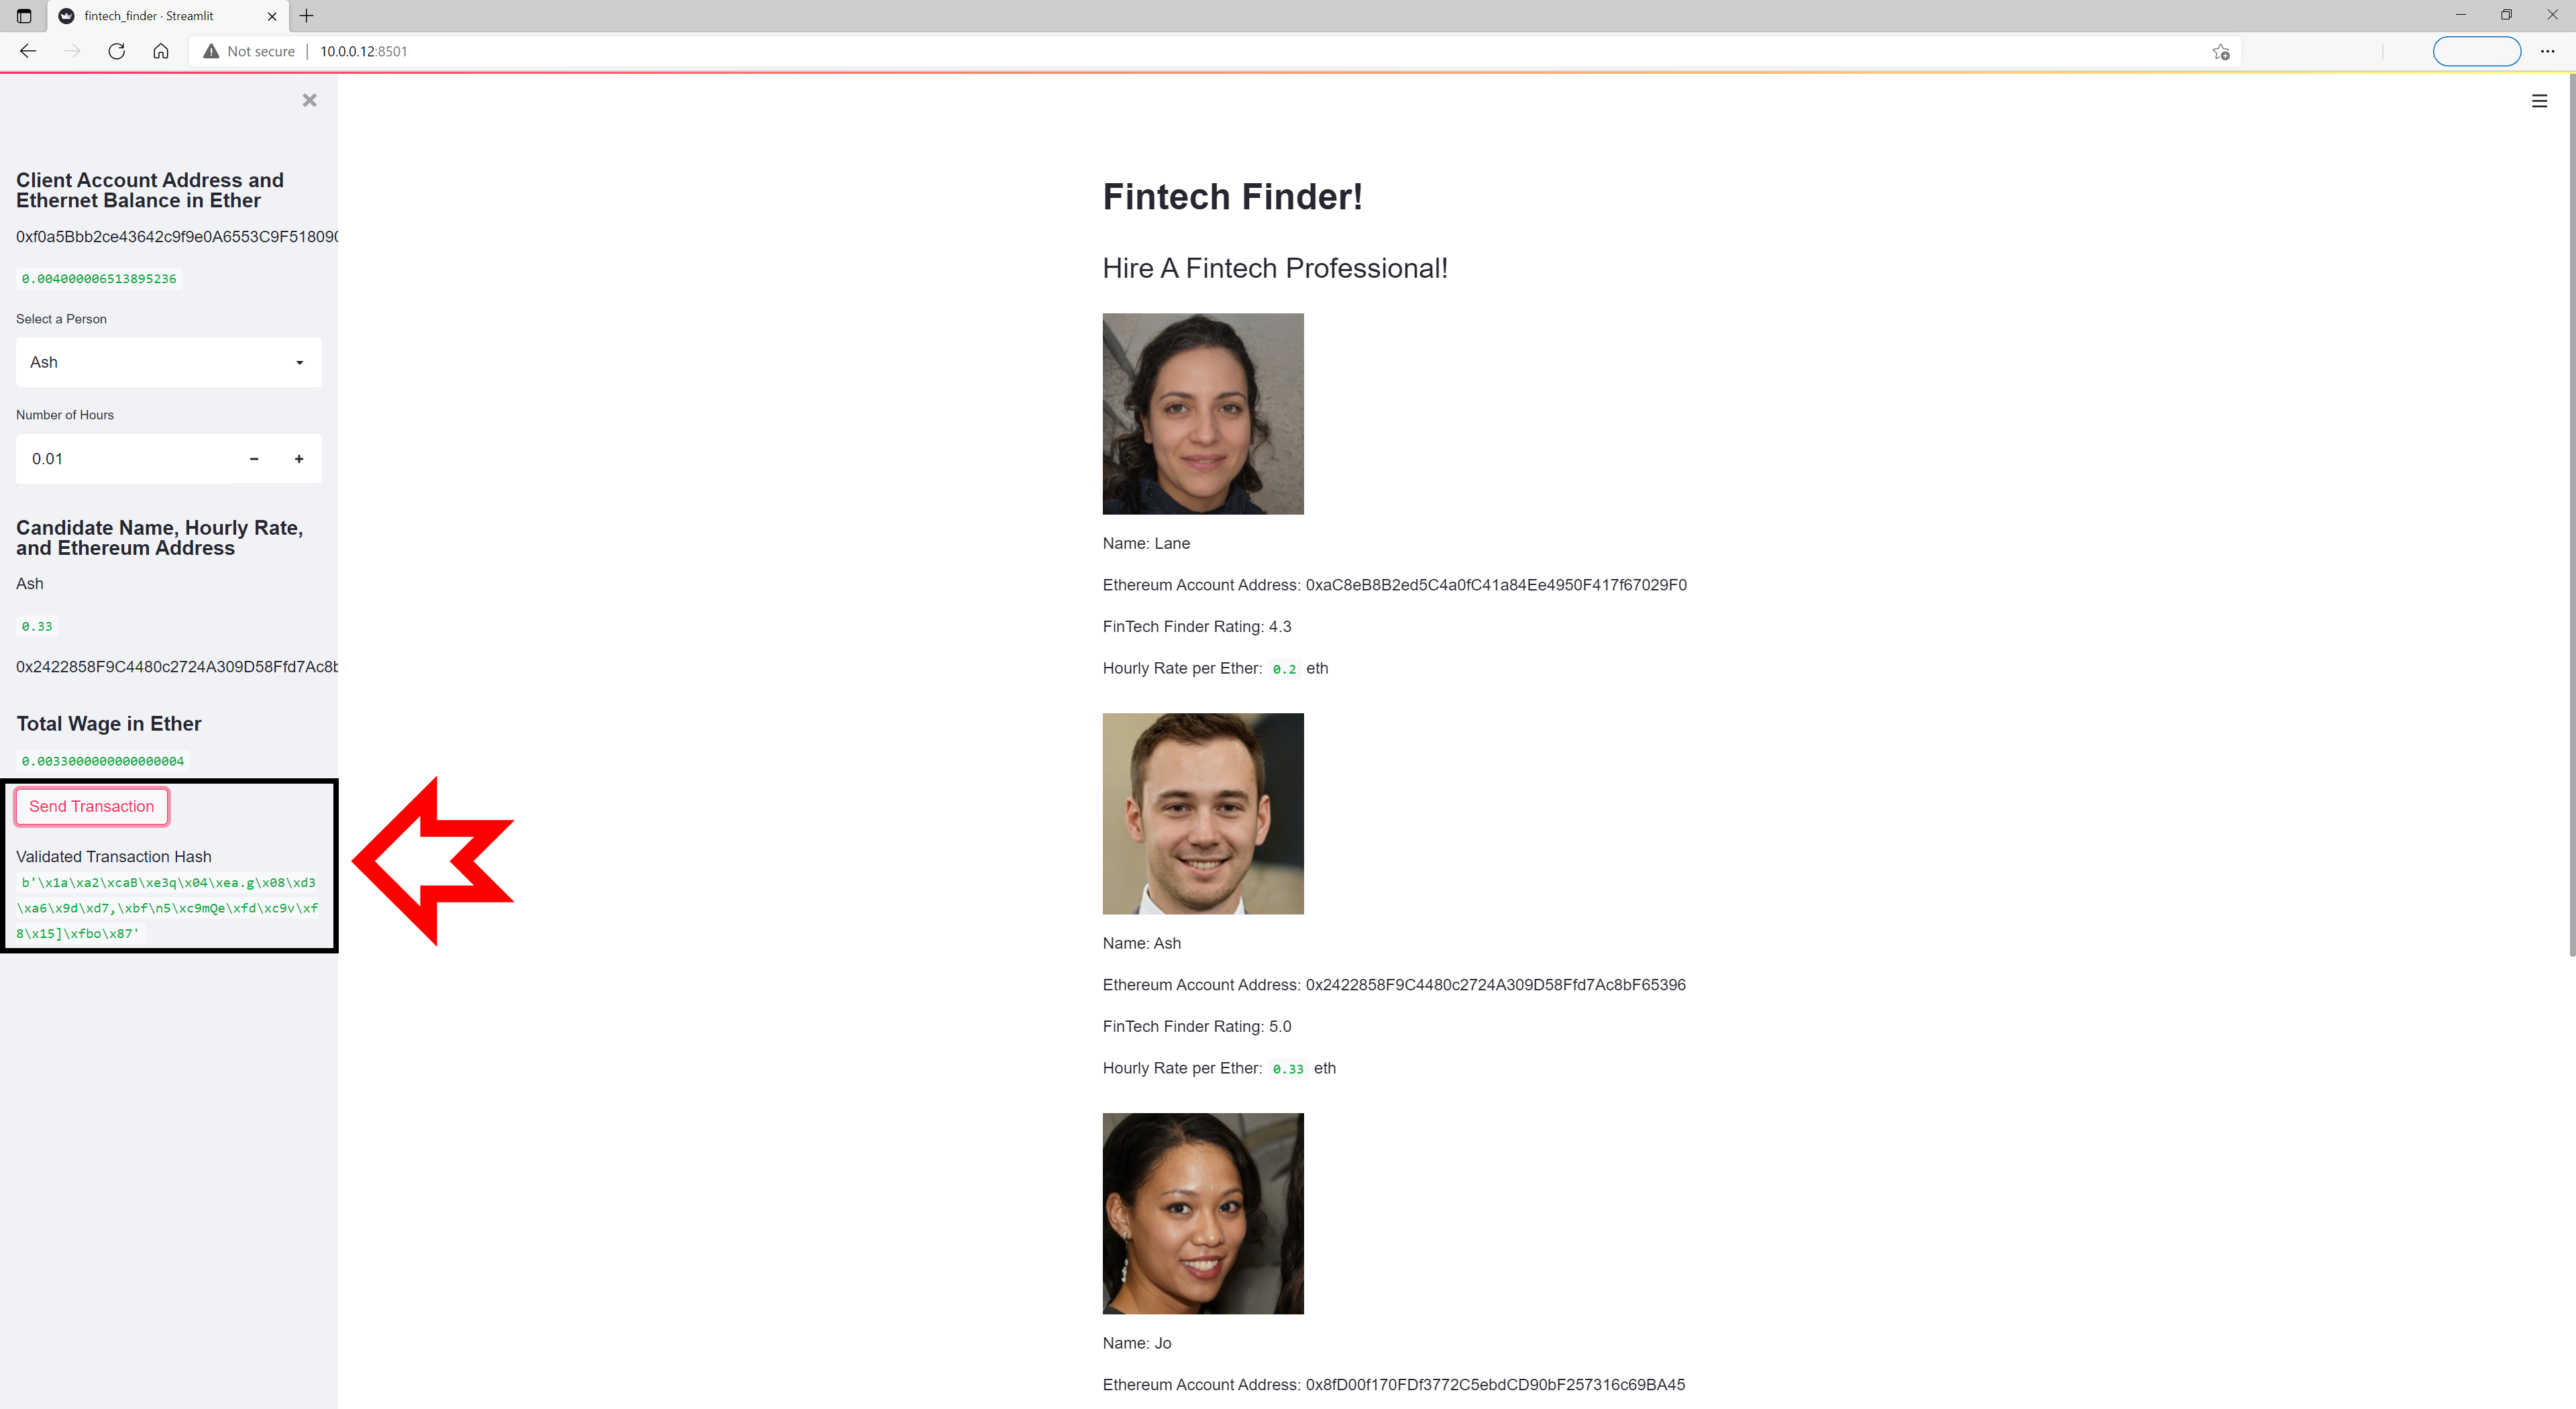 fintech_finder · Streamlit
Not secure | 10.0.0.12:8501
Client Account Address and
Ethernet Balance in Ether
0xf0a5Bbb2ce43642c9f9e0A6553C9F518090
0.004000006513895236
Select a Person
Ash
Number of Hours
0.01
Candidate Name, Hourly Rate,
and Ethereum Address
Ash
0.33
0x2422858F9C4480c2724A309D58Ffd7Ac8b
Total Wage in Ether
0.0033000000000000004
Send Transaction
Validated Transaction Hash
b'\x1a\xa2\xcaB\xe3q\x04\xea.g\x08\xd3
\xa6\x9d\xd7,\xbf\n5\xc9mQe\xfd\xc9v\xf
8\x15]\xfbo\x87'
Fintech Finder!
Hire A Fintech Professional!
Name: Lane
Ethereum Account Address: 0xaC8eB8B2ed5C4a0fC41a84Ee4950F417f67029F0
FinTech Finder Rating: 4.3
Hourly Rate per Ether: 0.2 eth
Name: Ash
Ethereum Account Address: 0x2422858F9C4480c2724A309D58Ffd7Ac8bF65396
FinTech Finder Rating: 5.0
Hourly Rate per Ether: 0.33 eth
Name: Jo
Ethereum Account Address: 0x8fD00f170FDf3772C5ebdCD90bF257316c69BA45